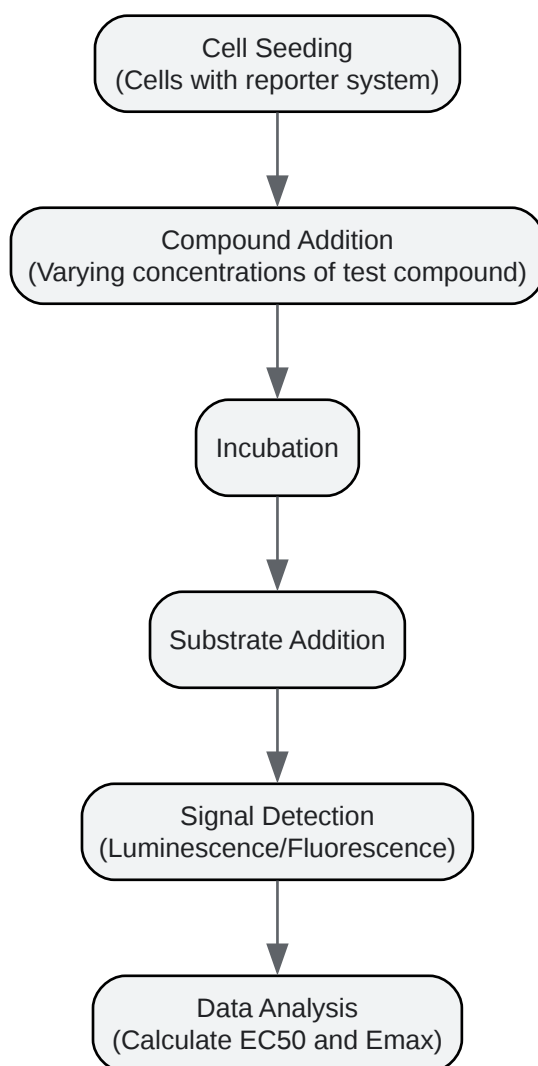 Cell Seeding
(Cells with reporter system)
Compound Addition
(Varying concentrations of test compound)
Incubation
Substrate Addition
Signal Detection
(Luminescence/Fluorescence)
Data Analysis
(Calculate EC50 and Emax)